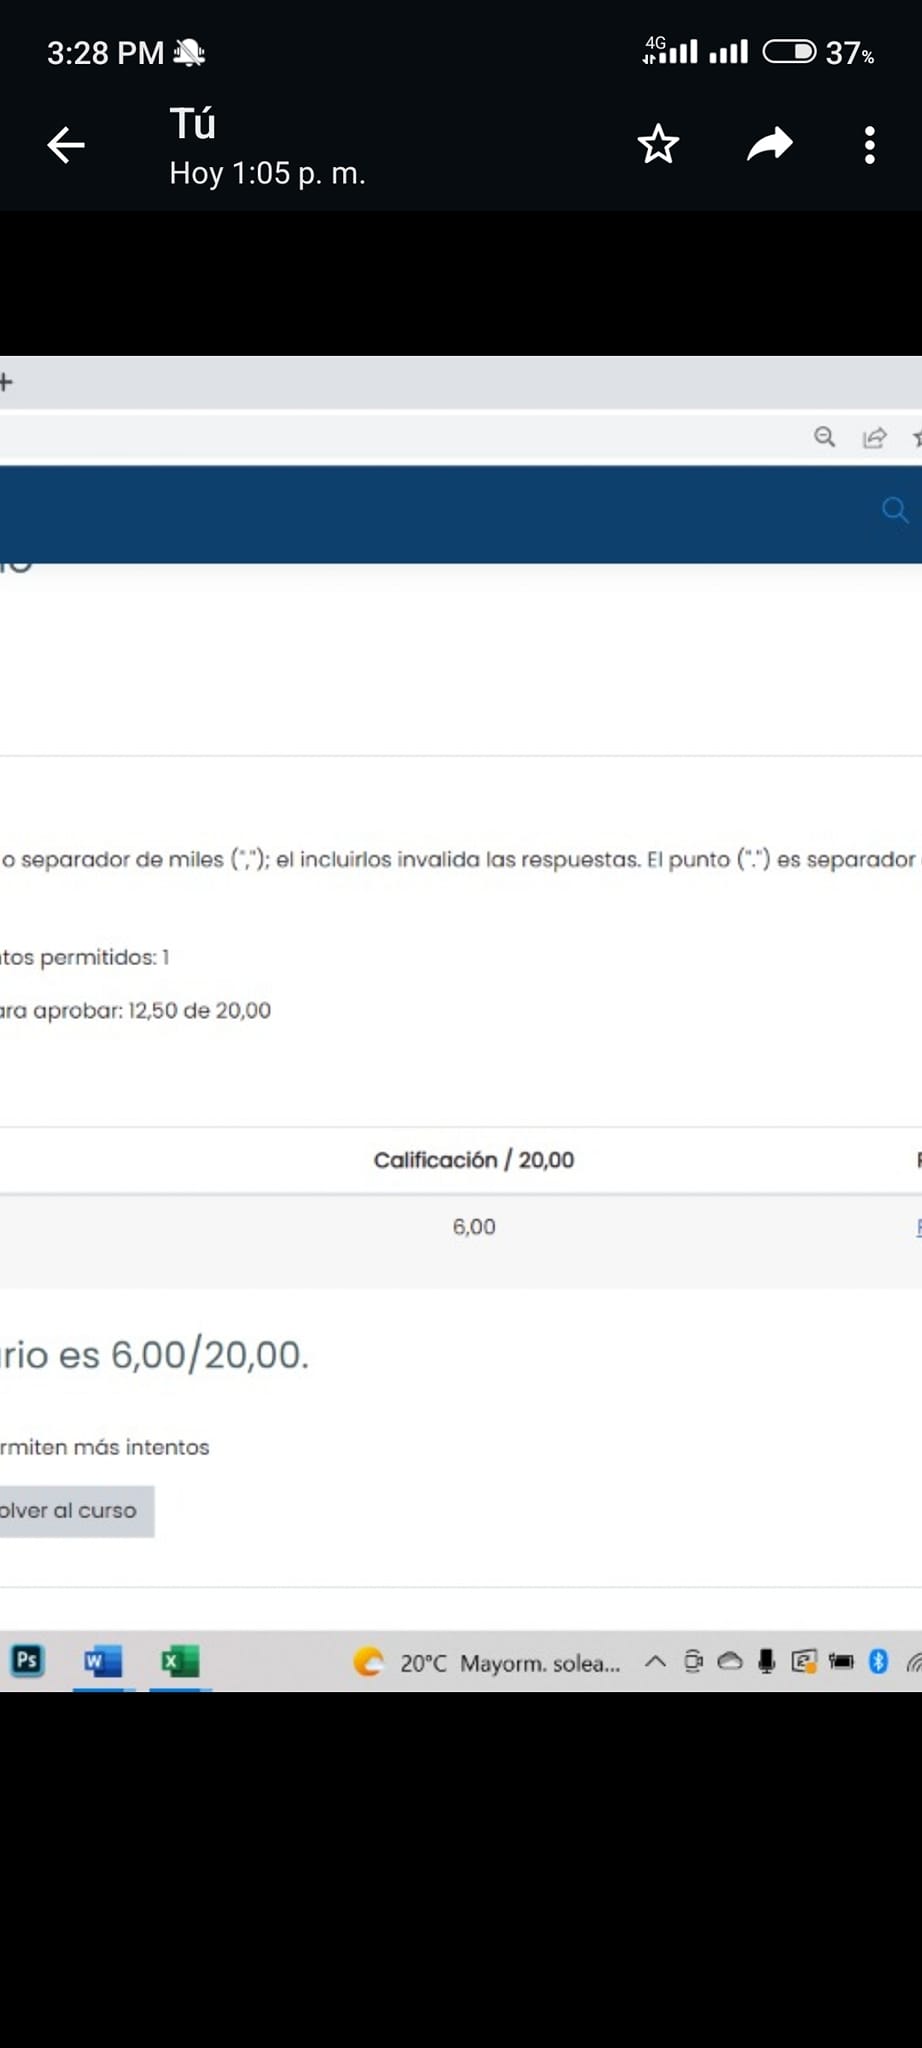 3:28 PM
4G
37%
Tú
Hoy 1:05 p. m.
o separador de miles (","); el incluirlos invalida las respuestas. El punto (".") es separador
tos permitidos: 1
ara aprobar: 12,50 de 20,00
Calificación / 20,00
6,00
rio es 6,00/20,00.
rmiten más intentos
olver al curso
Ps
W
X
20°C Mayorm. solea...